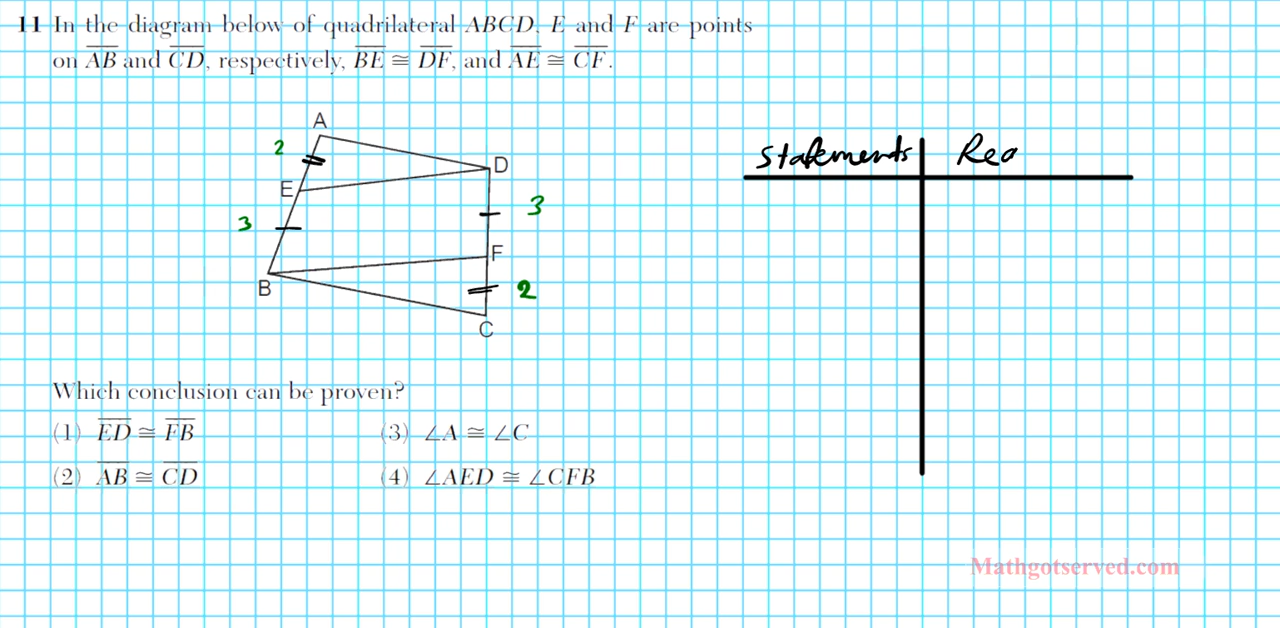 11 In the diagram below of quadrilateral ABCD, E and F are points
on AB and CD, respectively, BE ≅ DF, and AE ≅ CF.
A
2
D
E
3
3
F
B
2
C
Statements Rea
Which conclusion can be proven?
(1) ED ≅ FB (3) ∠A ≅ ∠C
(2) AB ≅ CD (4) ∠AED ≅ ∠CFB
Mathgotserved.com